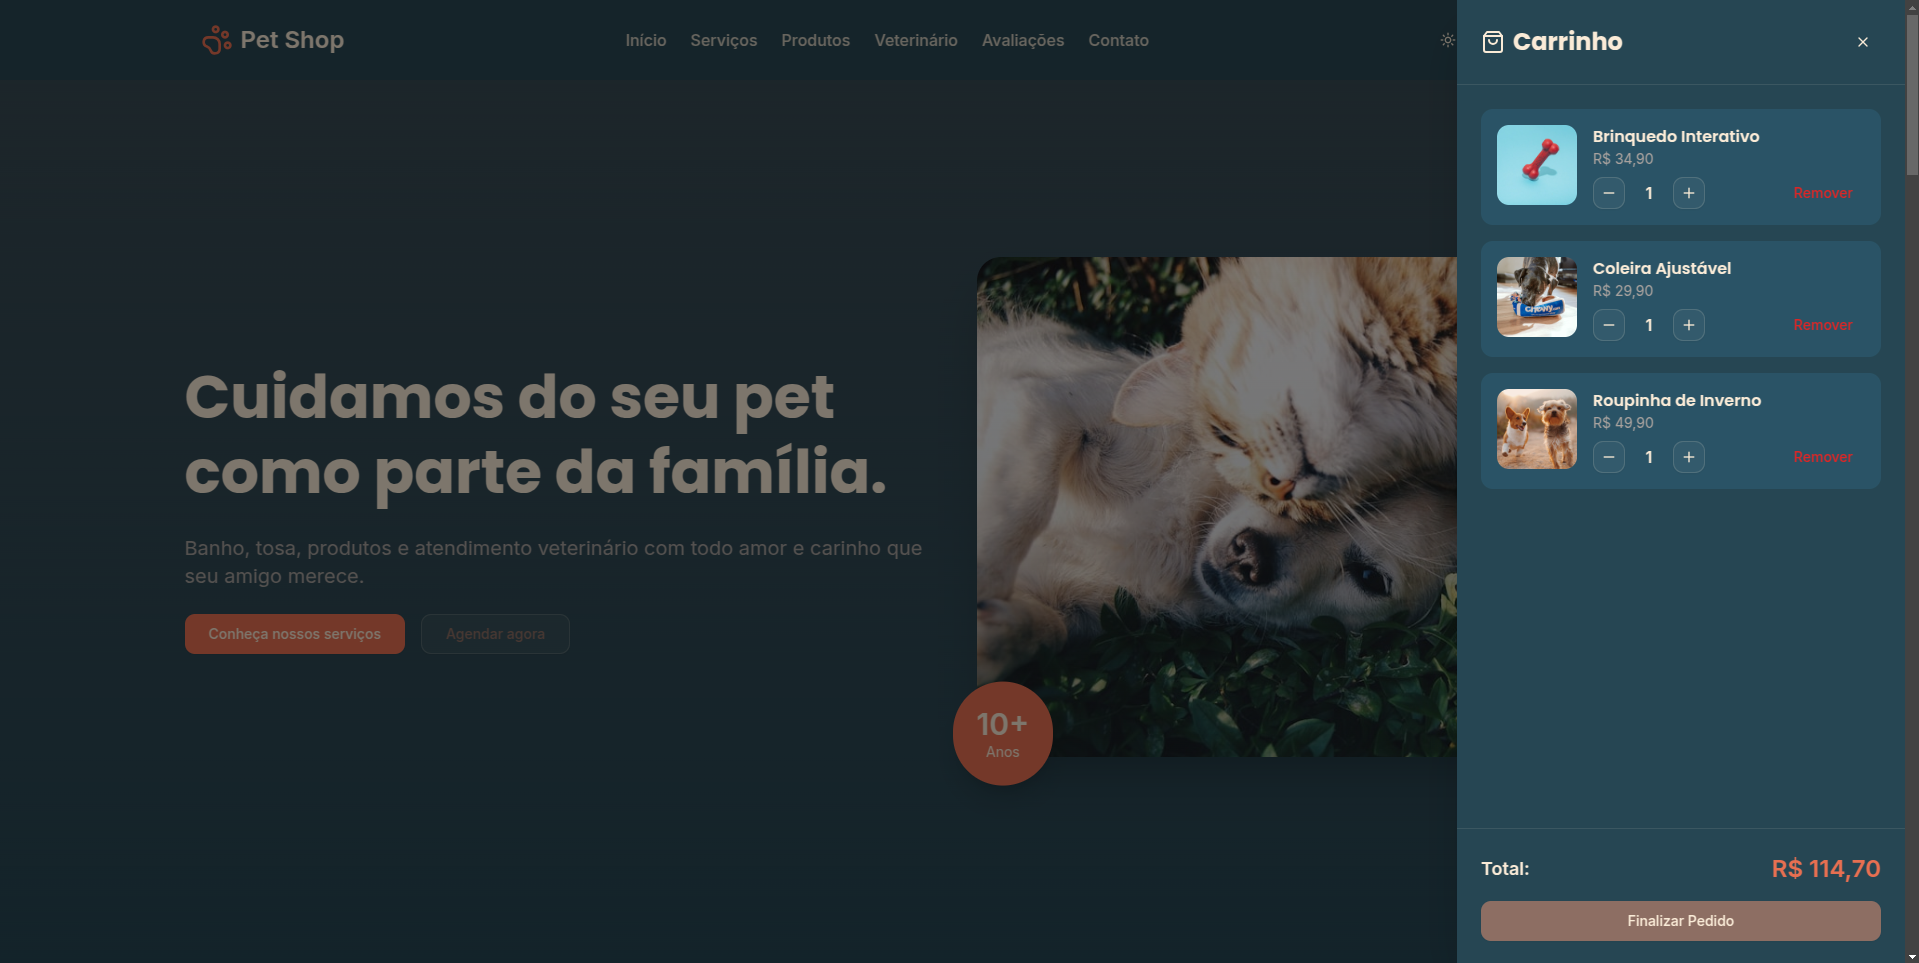 Pet Shop
Início
Serviços
Produtos
Veterinário
Avaliações
Contato
Cuidamos do seu pet
como parte da família.
Banho, tosa, produtos e atendimento veterinário com todo amor e carinho que
seu amigo merece.
Conheça nossos serviços
Agendar agora
10+
Anos
Carrinho
Brinquedo Interativo
R$ 34,90
1
Remover
Coleira Ajustável
R$ 29,90
1
Remover
Roupinha de Inverno
R$ 49,90
1
Remover
Total:
R$ 114,70
Finalizar Pedido